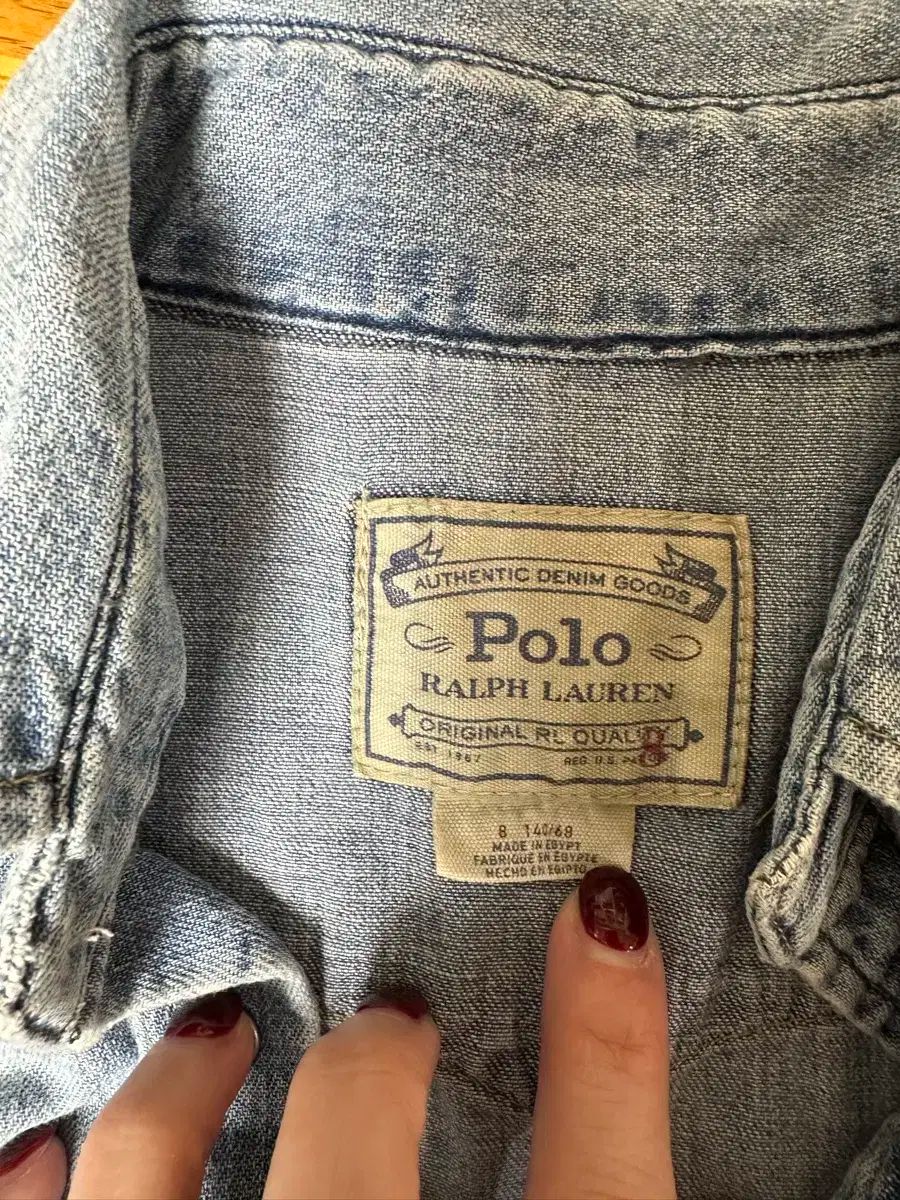 AUTHENTIC DENIM GOODS
Polo
RALPH LAUREN
ORIGINAL RL QUALITY
EST. 1967 REG. U.S.
8
8 140/68
MADE IN EGYPT
FABRIQUE EN EGYPTE
HECHO EN EGIPTO